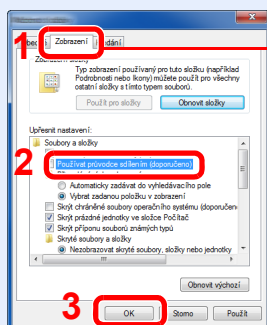 1
Zobrazení
Zobrazení složky
Typ zobrazení používaný pro tuto složku (například
Podrobnosti nebo Ikony) můžete použít pro všechny
ostatní složky s tímto typem souborů.
Použít pro složky
Obnovit složky
Upřesnit nastavení:
Soubory a složky
2
Používat průvodce sdílením (doporučeno)
Automaticky zadávat do vyhledávacího pole
Vybrat zadanou položku v zobrazení
Skrýt chráněné soubory operačního systému (doporučen
Skrýt prázdné jednotky ve složce Počítač
Skrýt příponu souborů známých typů
Skryté soubory a složky
Nezobrazovat skryté soubory, složky nebo jednotky
Obnovit výchozí
3
OK
Stomo
Použít